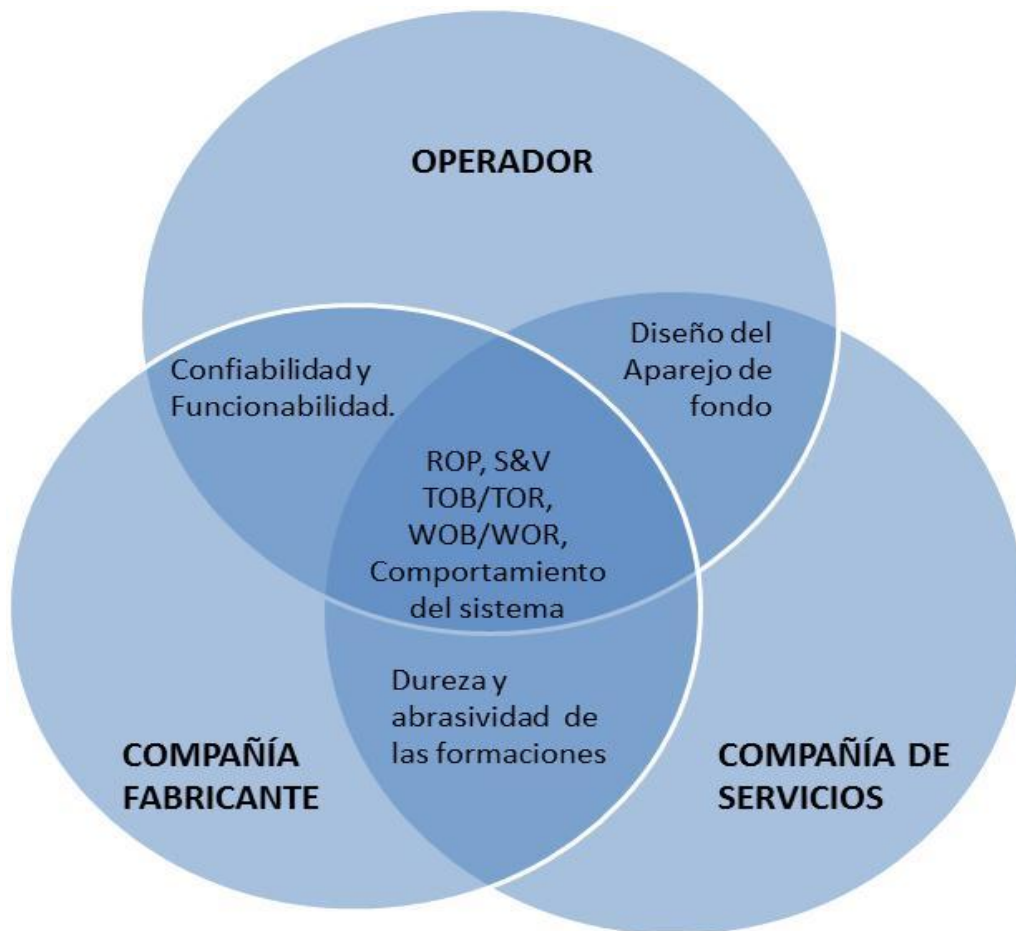 OPERADOR
Confiabilidad y
Funcionabilidad.
Diseño del
Aparejo de
fondo
ROP, S&V
TOB/TOR,
WOB/WOR,
Comportamiento
del sistema
Dureza y
abrasividad de
las formaciones
COMPAÑÍA
FABRICANTE
COMPAÑÍA DE
SERVICIOS